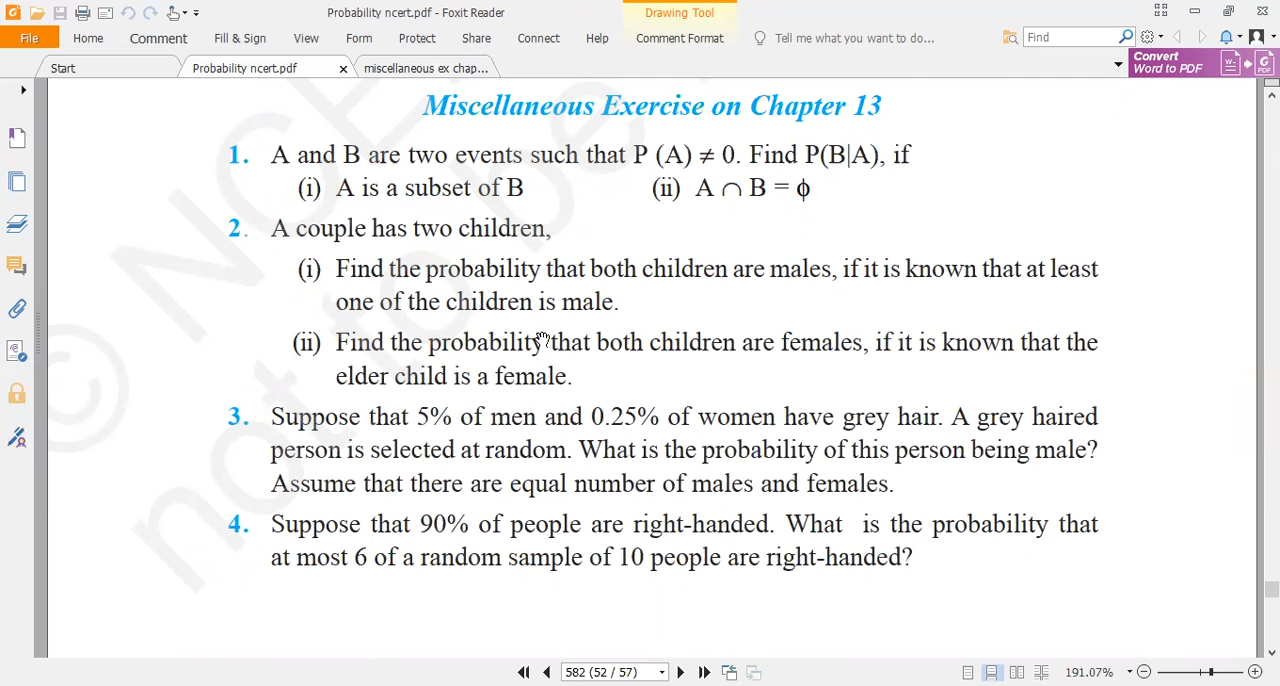 Probability ncert.pdf - Foxit Reader
Drawing Tool
File Home Comment Fill & Sign View Form Protect Share Connect Help Comment Format Tell me what you want to do... Find
Start Probability ncert.pdf miscellaneous ex chap... Convert Word to PDF
Miscellaneous Exercise on Chapter 13
1. A and B are two events such that P (A) ≠ 0. Find P(B|A), if
(i) A is a subset of B (ii) A ∩ B = ϕ
2. A couple has two children,
(i) Find the probability that both children are males, if it is known that at least
one of the children is male.
(ii) Find the probability that both children are females, if it is known that the
elder child is a female.
3. Suppose that 5% of men and 0.25% of women have grey hair. A grey haired
person is selected at random. What is the probability of this person being male?
Assume that there are equal number of males and females.
4. Suppose that 90% of people are right-handed. What is the probability that
at most 6 of a random sample of 10 people are right-handed?
© NCE
not to be
582 (52 / 57) 191.07%